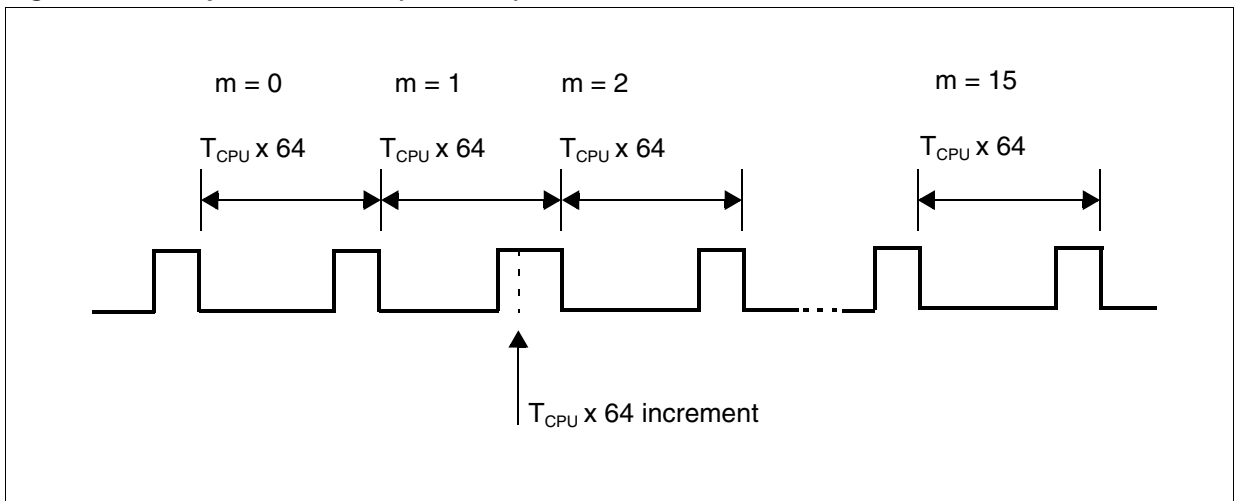 m = 0 m = 1 m = 2 m = 15
T_CPU x 64 T_CPU x 64 T_CPU x 64 T_CPU x 64
T_CPU x 64 increment